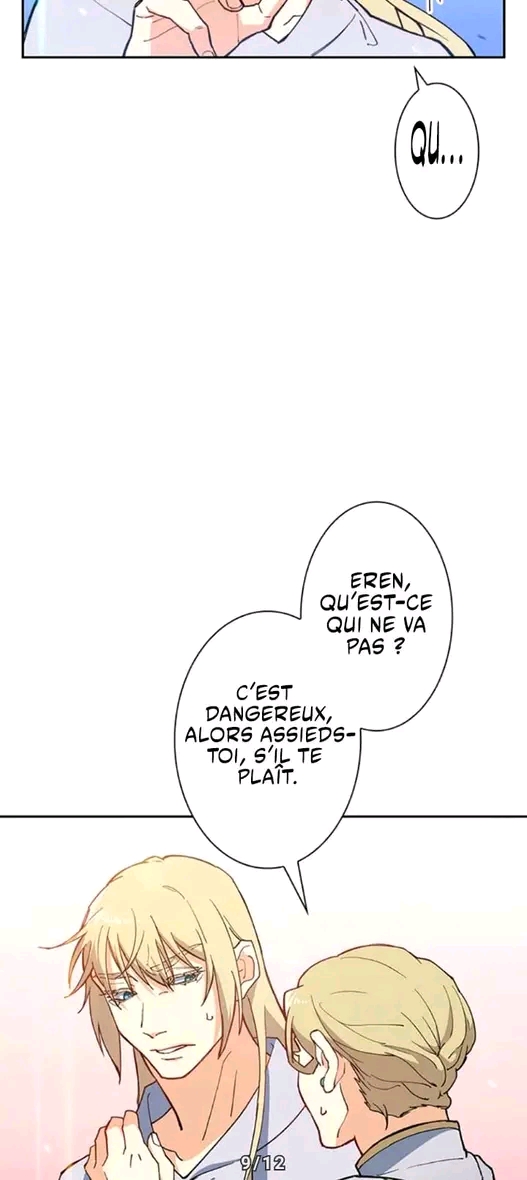 QU...
EREN,
QU'EST-CE
QUI NE VA
PAS ?
C'EST
DANGEREUX,
ALORS ASSIEDS-
TOI, S'IL TE
PLAÎT.
9/12